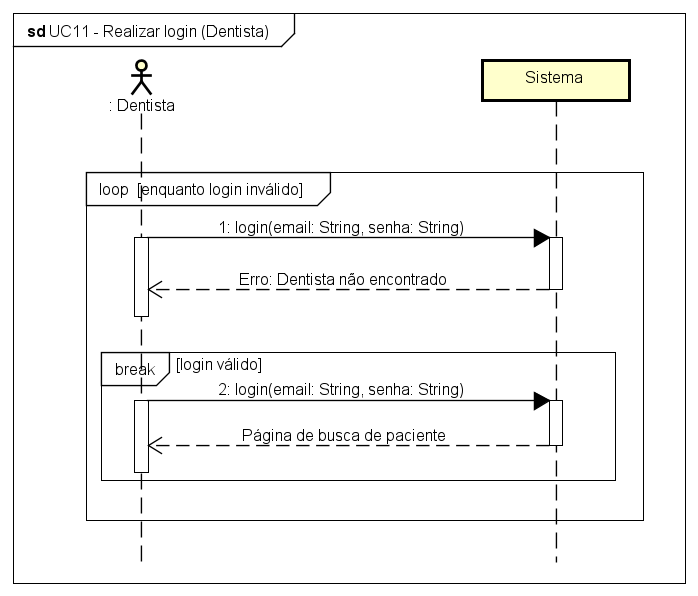 sd UC11 - Realizar login (Dentista)
: Dentista
Sistema
loop [enquanto login inválido]
1: login(email: String, senha: String)
Erro: Dentista não encontrado
break [login válido]
2: login(email: String, senha: String)
Página de busca de paciente